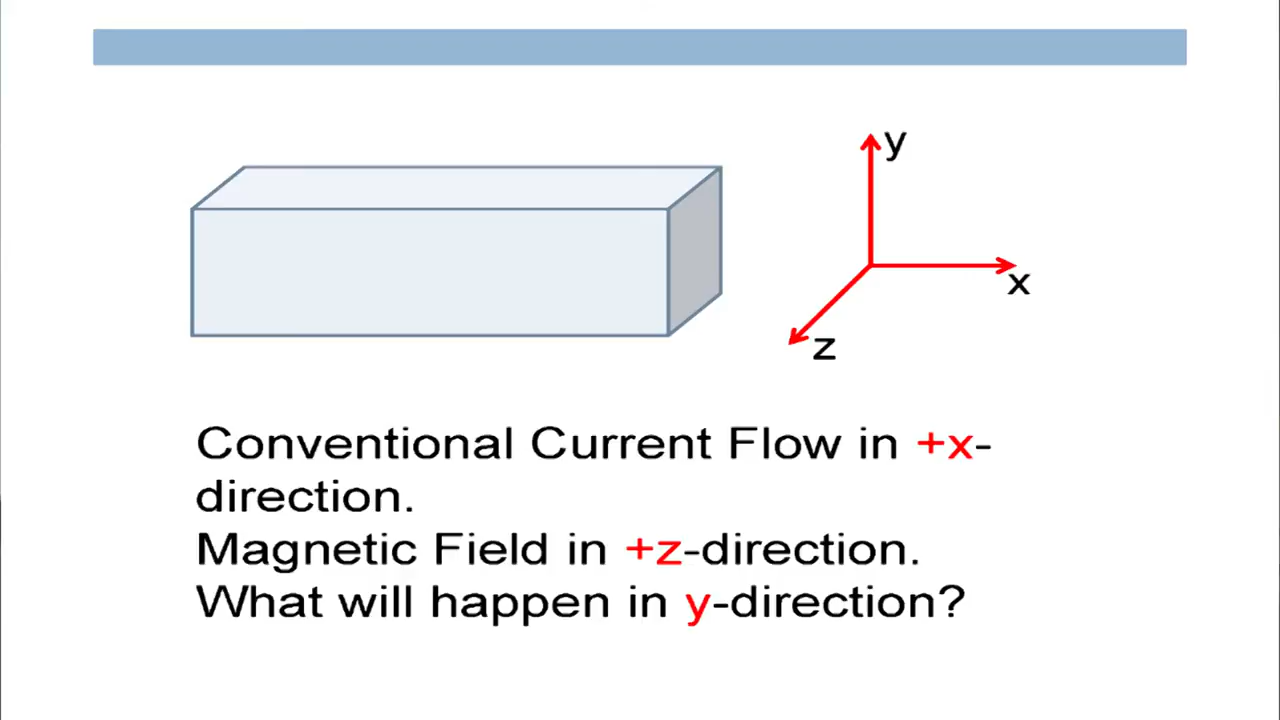 y
x
z
Conventional Current Flow in +x-
direction.
Magnetic Field in +z-direction.
What will happen in y-direction?